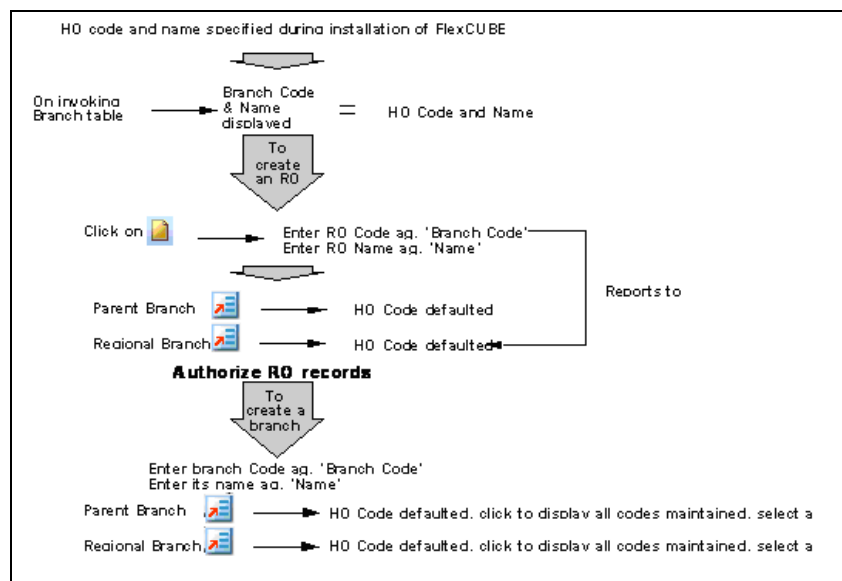 HO code and name specified during installation of FlexCUBE
On invoking
Branch table
Branch Code
& Name
displayed
=
HO Code and Name
To
create
an RO
Click on
Enter RO Code ag. 'Branch Code'
Enter RO Name ag. 'Name'
Reports to
Parent Branch
HO Code defaulted
Regional Branch
HO Code defaulted
Authorize RO records
To
create a
branch
Enter branch Code ag. 'Branch Code'
Enter its name ag. 'Name'
Parent Branch
HO Code defaulted. click to display all codes maintained. select a
Regional Branch
HO Code defaulted. click to display all codes maintained. select a